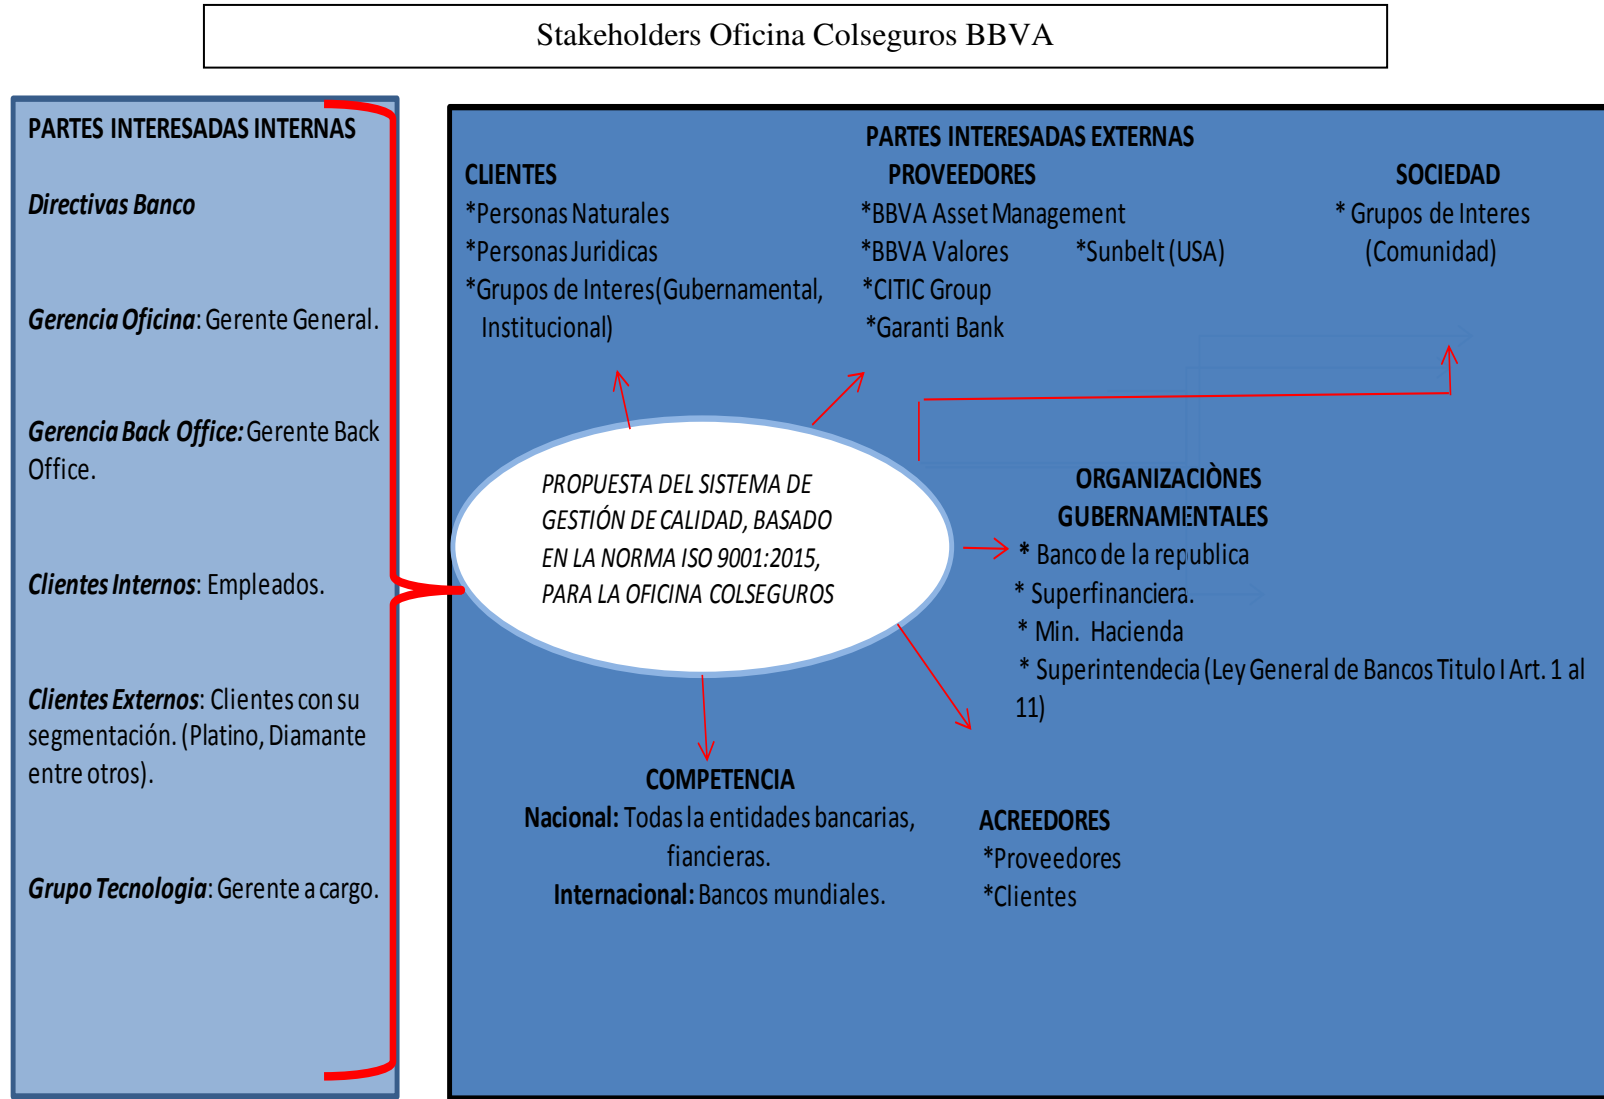 Stakeholders Oficina Colseguros BBVA
PARTES INTERESADAS INTERNAS
Directivas Banco
Gerencia Oficina: Gerente General.
Gerencia Back Office: Gerente Back
Office.
Clientes Internos: Empleados.
Clientes Externos: Clientes con su
segmentación. (Platino, Diamante
entre otros).
Grupo Tecnologia: Gerente a cargo.
PARTES INTERESADAS EXTERNAS
CLIENTES
*Personas Naturales
*Personas Juridicas
*Grupos de Interes(Gubernamental,
Institucional)
PROVEEDORES
*BBVA Asset Management
*BBVA Valores *Sunbelt (USA)
*CITIC Group
*Garanti Bank
SOCIEDAD
* Grupos de Interes
(Comunidad)
PROPUESTA DEL SISTEMA DE
GESTIÓN DE CALIDAD, BASADO
EN LA NORMA ISO 9001:2015,
PARA LA OFICINA COLSEGUROS
ORGANIZACIÒNES
GUBERNAMENTALES
* Banco de la republica
* Superfinanciera.
* Min. Hacienda
* Superintendecia (Ley General de Bancos Titulo I Art. 1 al
11)
COMPETENCIA
Nacional: Todas la entidades bancarias,
fiancieras.
Internacional: Bancos mundiales.
ACREEDORES
*Proveedores
*Clientes